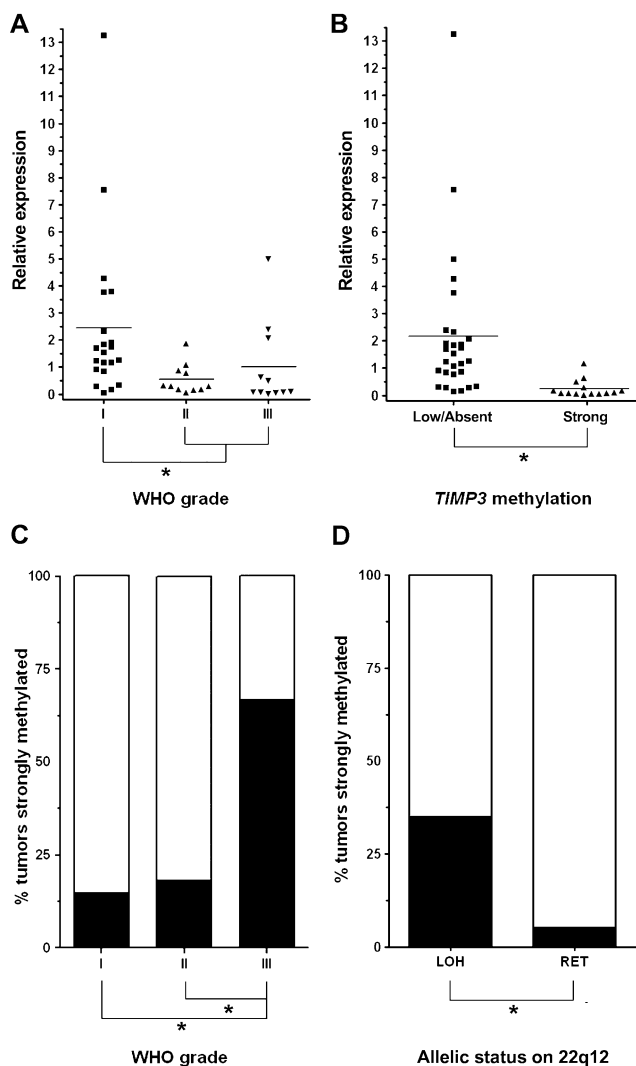 A
B
13
12
11
10
9
8
7
6
5
4
3
2
1
0
Relative expression
I II III
*
WHO grade
13
12
11
10
9
8
7
6
5
4
3
2
1
0
Relative expression
Low/Absent Strong
*
TIMP3 methylation
C
D
100
75
50
25
0
% tumors strongly methylated
I II III
*
*
WHO grade
100
75
50
25
0
% tumors strongly methylated
LOH RET
*
Allelic status on 22q12